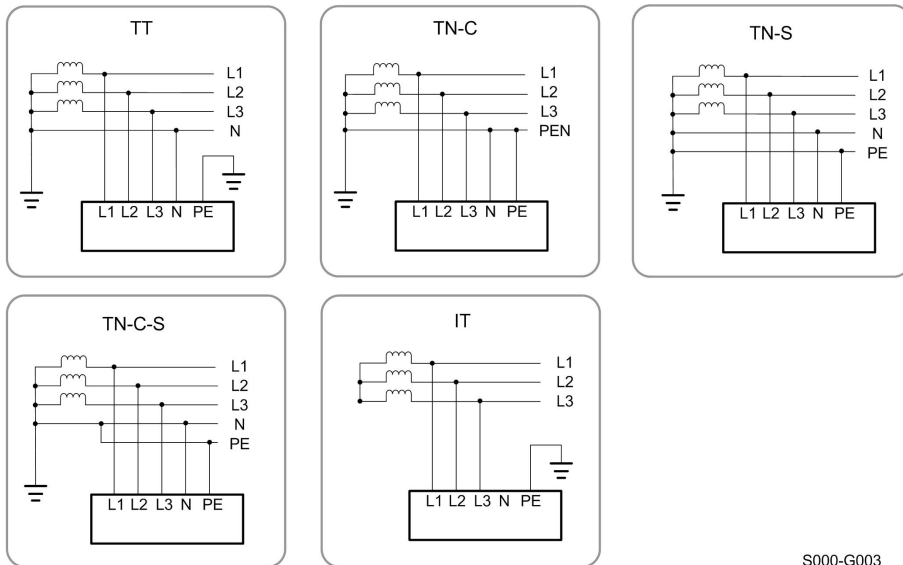 TT
L1
L2
L3
N
L1 L2 L3 N PE
TN-C
L1
L2
L3
PEN
L1 L2 L3 N PE
TN-S
L1
L2
L3
N
PE
L1 L2 L3 N PE
TN-C-S
L1
L2
L3
N
PE
L1 L2 L3 N PE
IT
L1
L2
L3
L1 L2 L3 N PE
S000-G003